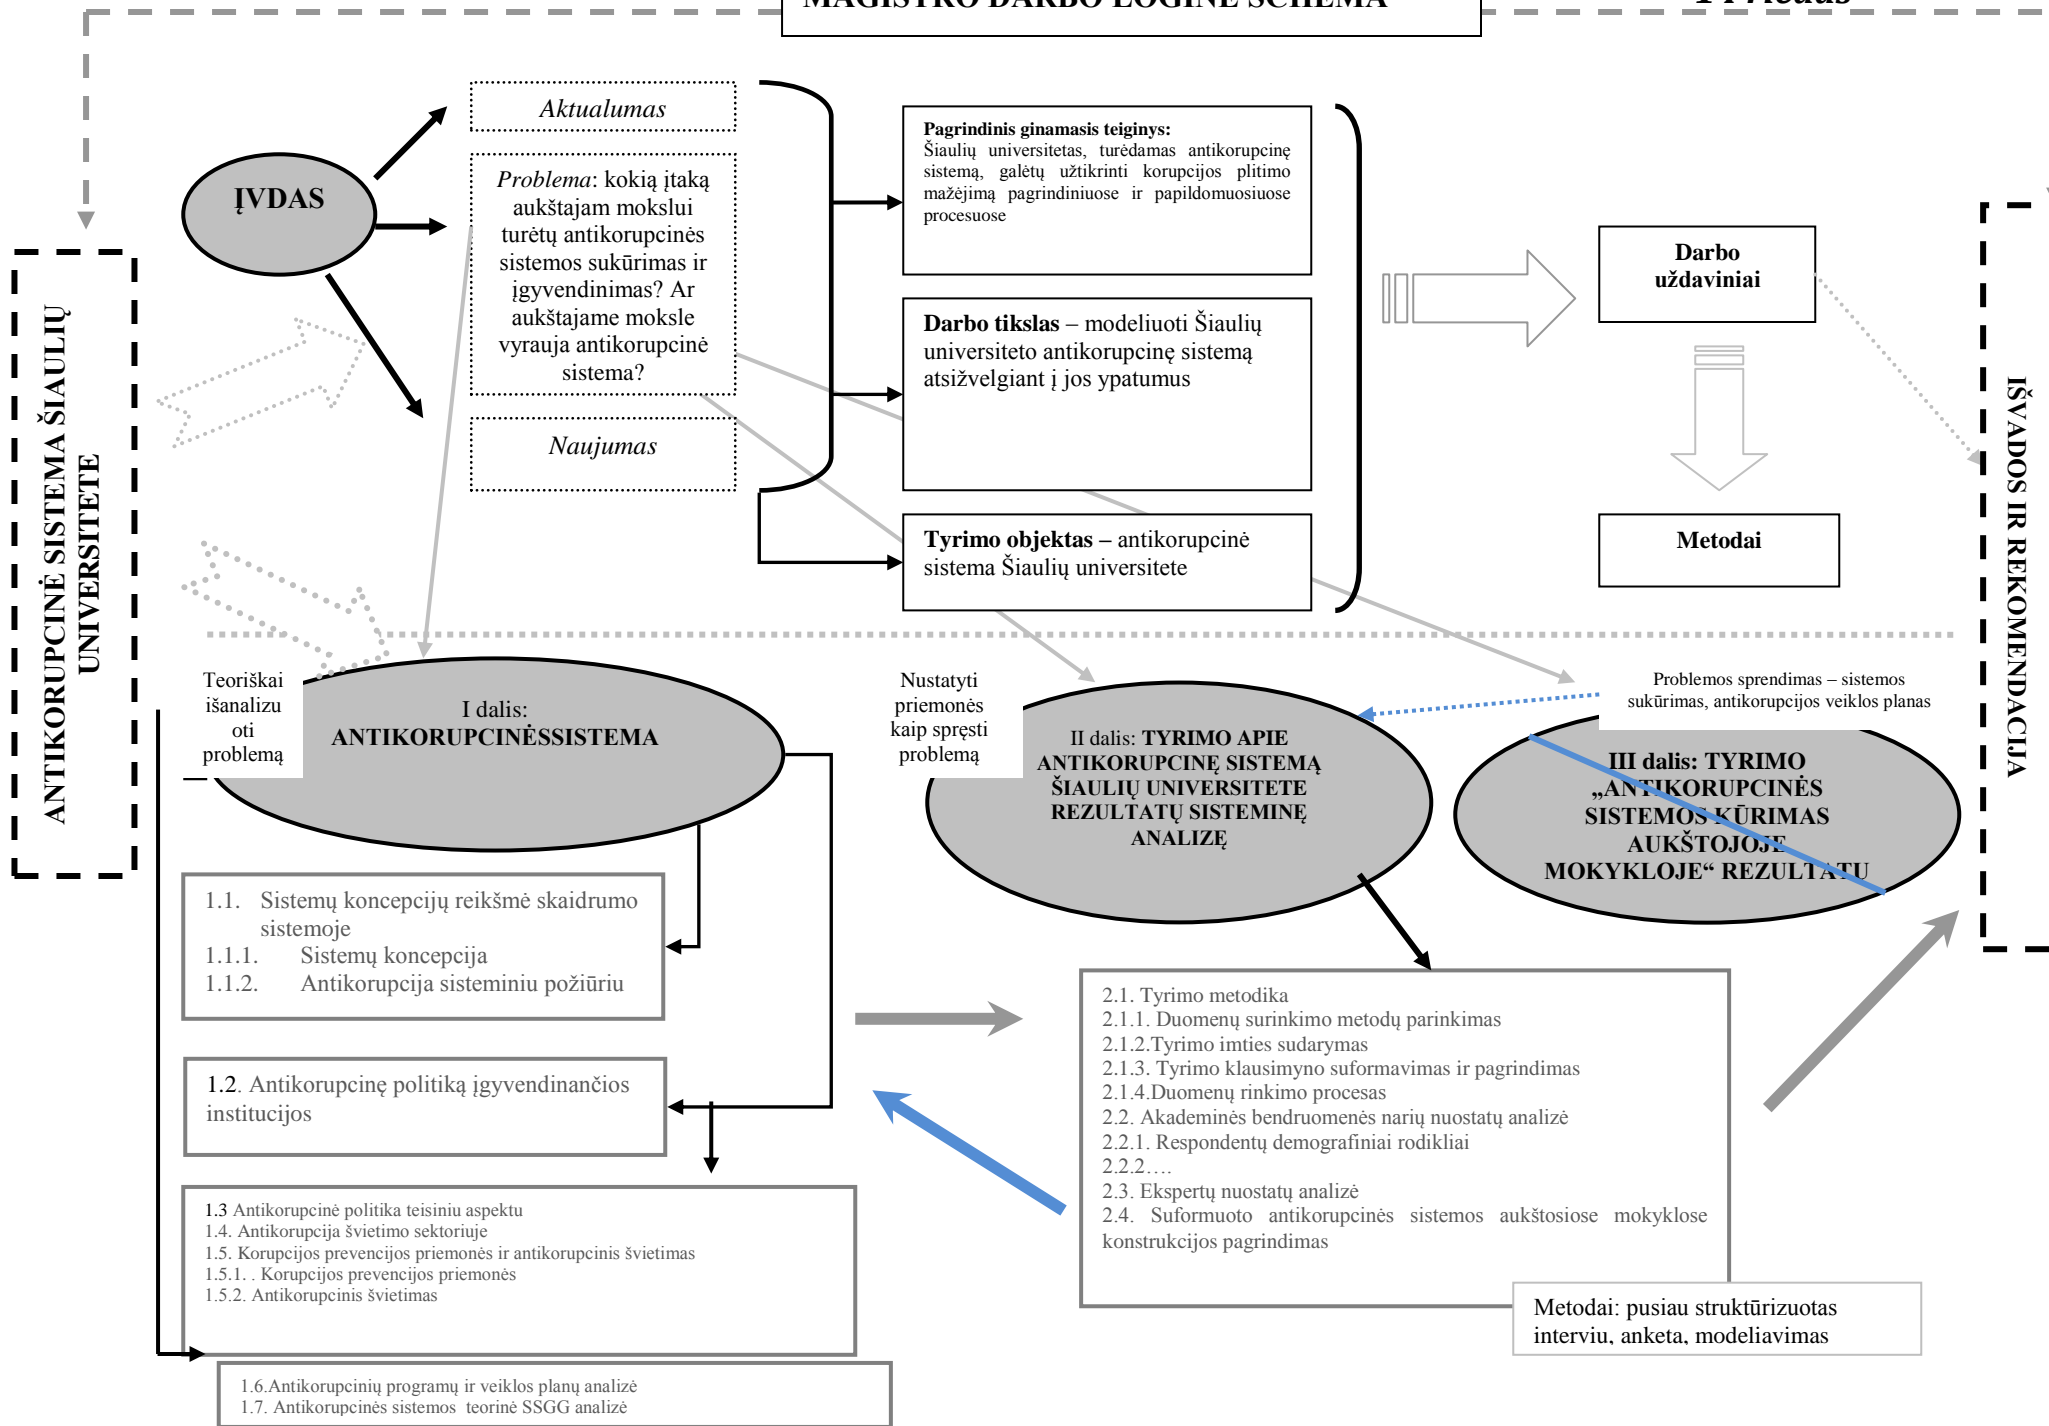 MAGISTRO DARBO LOGINĖ SCHEMA
1 Priedas
ĮVDAS
Aktualumas
Problema: kokią įtaką
aukštajam mokslui
turėtų antikorupcinės
sistemos sukūrimas ir
įgyvendinimas? Ar
aukštajame moksle
vyrauja antikorupcinė
sistema?
Naujumas
Pagrindinis ginamasis teiginys:
Šiaulių universitetas, turėdamas antikorupcinę
sistemą, galėtų užtikrinti korupcijos plitimo
mažėjimą pagrindiniuose ir papildomuosiuose
procesuose
Darbo tikslas – modeliuoti Šiaulių
universiteto antikorupcinę sistemą
atsižvelgiant į jos ypatumus
Tyrimo objektas – antikorupcinė
sistema Šiaulių universitete
Darbo
uždaviniai
Metodai
ANTIKORUPCINĖ SISTEMA ŠIAULIŲ
UNIVERSITETE
IŠVADOS IR REKOMENDACIJA
Teoriškai
išanalizu
oti
problemą
I dalis:
ANTIKORUPCINĖSSISTEMA
Nustatyti
priemonės
kaip spręsti
problemą
II dalis: TYRIMO APIE
ANTIKORUPCINĘ SISTEMĄ
ŠIAULIŲ UNIVERSITETE
REZULTATŲ SISTEMINĘ
ANALIZĘ
Problemos sprendimas – sistemos
sukūrimas, antikorupcijos veiklos planas
III dalis: TYRIMO
„ANTIKORUPCINĖS
SISTEMOS KŪRIMAS
AUKŠTOJOJE
MOKYKLOJE“ REZULTATU
1.1. Sistemų koncepcijų reikšmė skaidrumo
sistemoje
1.1.1. Sistemų koncepcija
1.1.2. Antikorupcija sisteminiu požiūriu
1.2. Antikorupcinę politiką įgyvendinančios
institucijos
1.3 Antikorupcinė politika teisiniu aspektu
1.4. Antikorupcija švietimo sektoriuje
1.5. Korupcijos prevencijos priemonės ir antikorupcinis švietimas
1.5.1. . Korupcijos prevencijos priemonės
1.5.2. Antikorupcinis švietimas
1.6.Antikorupcinių programų ir veiklos planų analizė
1.7. Antikorupcinės sistemos teorinė SSGG analizė
2.1. Tyrimo metodika
2.1.1. Duomenų surinkimo metodų parinkimas
2.1.2.Tyrimo imties sudarymas
2.1.3. Tyrimo klausimyno suformavimas ir pagrindimas
2.1.4.Duomenų rinkimo procesas
2.2. Akademinės bendruomenės narių nuostatų analizė
2.2.1. Respondentų demografiniai rodikliai
2.2.2….
2.3. Ekspertų nuostatų analizė
2.4. Suformuoto antikorupcinės sistemos aukštosiose mokyklose
konstrukcijos pagrindimas
Metodai: pusiau struktūrizuotas
interviu, anketa, modeliavimas